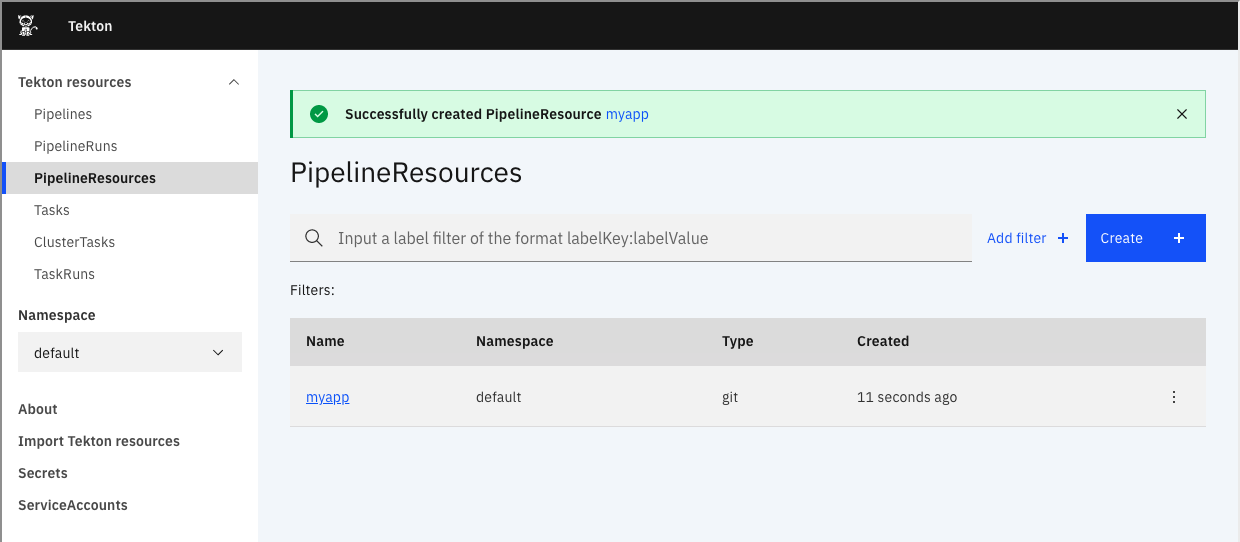 Tekton
Tekton resources
Pipelines
PipelineRuns
PipelineResources
Tasks
ClusterTasks
TaskRuns
Namespace
default
About
Import Tekton resources
Secrets
ServiceAccounts
Successfully created PipelineResource myapp
PipelineResources
Input a label filter of the format labelKey:labelValue
Add filter +
Create +
Filters:
Name Namespace Type Created
myapp default git 11 seconds ago